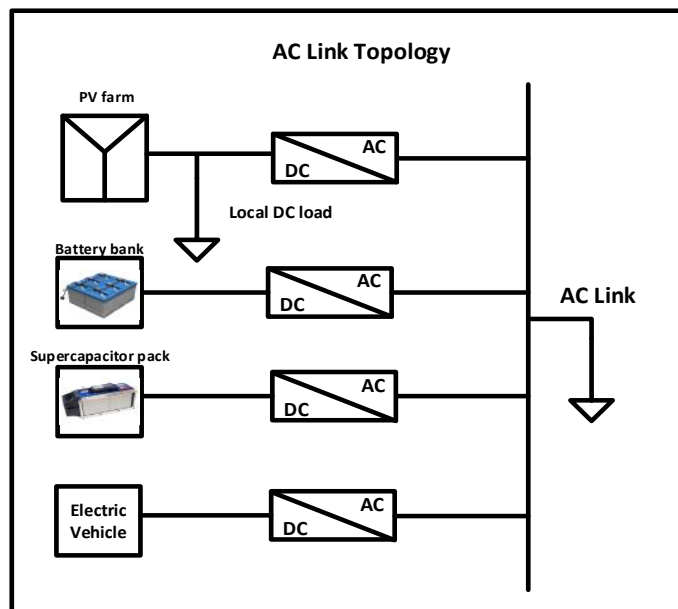 AC Link Topology
PV farm
AC
DC
Local DC load
Battery bank
AC
DC
AC Link
Supercapacitor pack
AC
DC
Electric
Vehicle
AC
DC